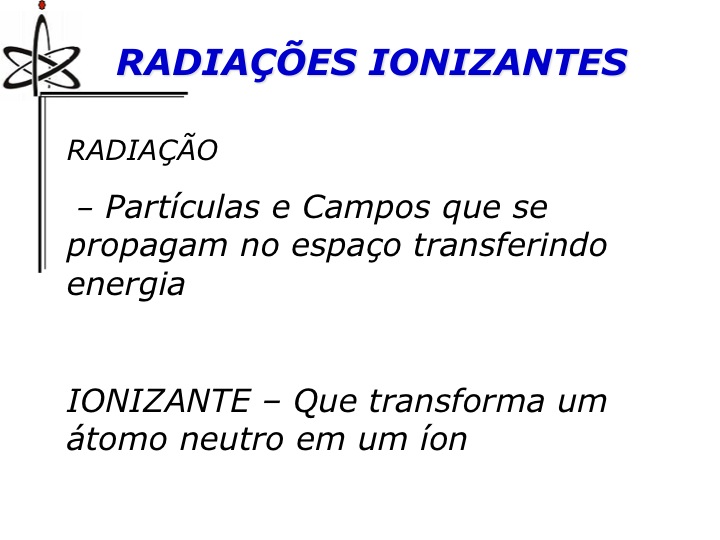 RADIAÇÕES IONIZANTES
RADIAÇÃO
– Partículas e Campos que se
propagam no espaço transferindo
energia
IONIZANTE – Que transforma um
átomo neutro em um íon